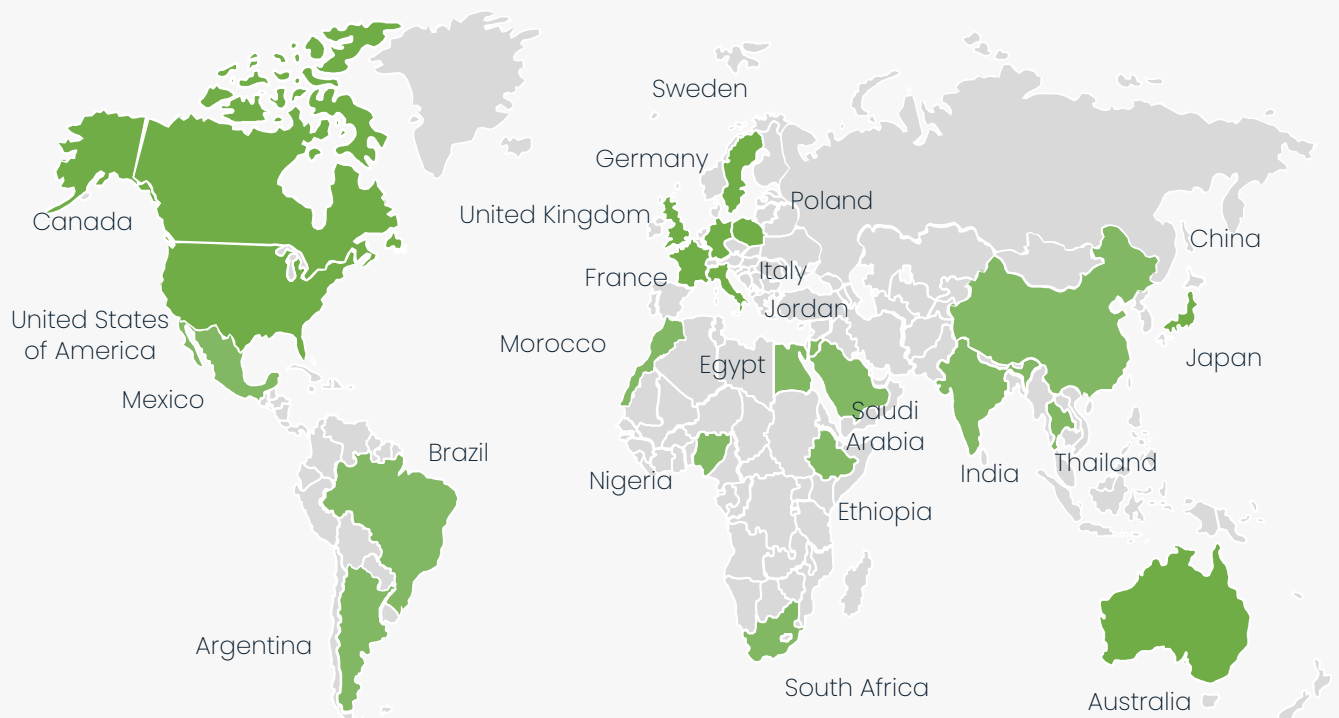 Sweden
Germany
Poland
United Kingdom
Canada
China
Italy
France
Jordan
United States
of America
Morocco
Japan
Egypt
Mexico
Saudi
Arabia
Brazil
Thailand
India
Nigeria
Ethiopia
Argentina
South Africa
Australia